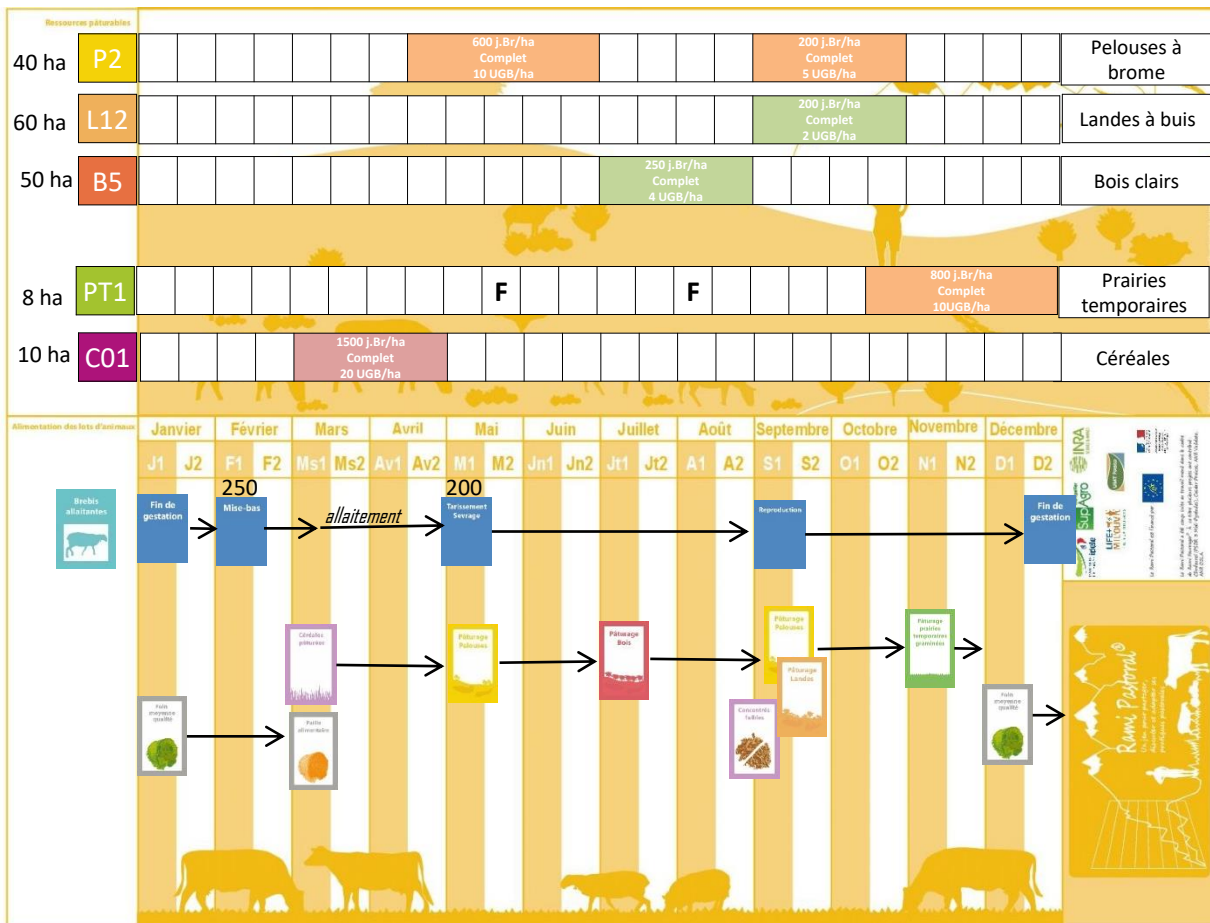 Ressources pâturables
40 ha
P2
600 j.Br/ha
Complet
10 UGB/ha
200 j.Br/ha
Complet
5 UGB/ha
Pelouses à
brome
60 ha
L12
200 j.Br/ha
Complet
2 UGB/ha
Landes à buis
50 ha
B5
250 j.Br/ha
Complet
4 UGB/ha
Bois clairs
8 ha
PT1
F
F
800 j.Br/ha
Complet
10UGB/ha
Prairies
temporaires
10 ha
C01
1500 j.Br/ha
Complet
20 UGB/ha
Céréales
Alimentation des lots d'animaux
Janvier Février Mars Avril Mai Juin Juillet Août Septembre Octobre Novembre Décembre
J1 J2 F1 F2 Ms1 Ms2 Av1 Av2 M1 M2 Jn1 Jn2 Jt1 Jt2 A1 A2 S1 S2 O1 O2 N1 N2 D1 D2
Brebis
allaitantes
Fin de
gestation
250
Mise-bas
allaitement
200
Tarissement
Sevrage
Reproduction
Fin de
gestation
Céréales
Pâturage
Pelouses
Pâturage
Bois
Pâturage
Pelouses
Pâturage
Landes
Pâturage
prairies
temporaires
graminées
Foin
moyenne
qualité
Paille
alimentaire
Concentrés
faibles
Foin
moyenne
qualité
INRA
SupAgro
LIFE+
MIL'OUV
Rami Pastoral®